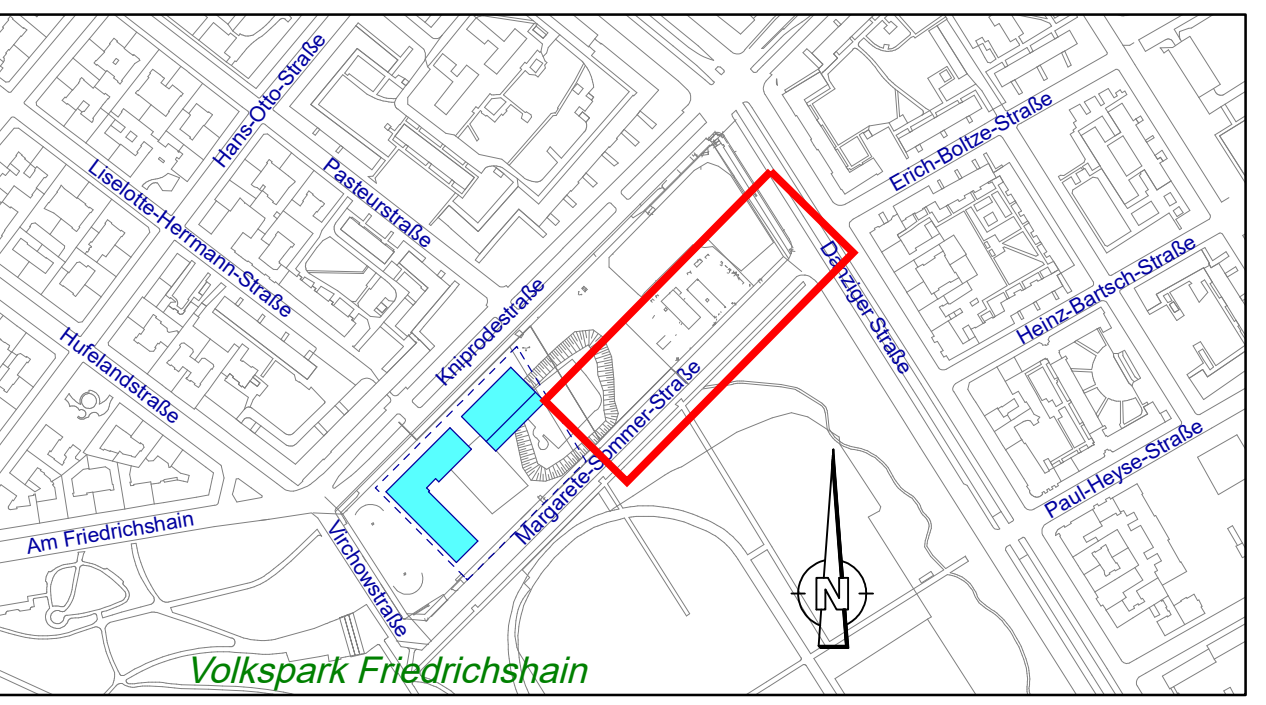 Hans-Otto-Straße
Liselotte-Herrmann-Straße
Pasteurstraße
Erich-Boltze-Straße
Danziger Straße
Heinz-Bartsch-Straße
Kniprodestraße
Hufelandstraße
Margarete-Sommer-Straße
Paul-Heyse-Straße
Am Friedrichshain
Virchowstraße
N
Volkspark Friedrichshain